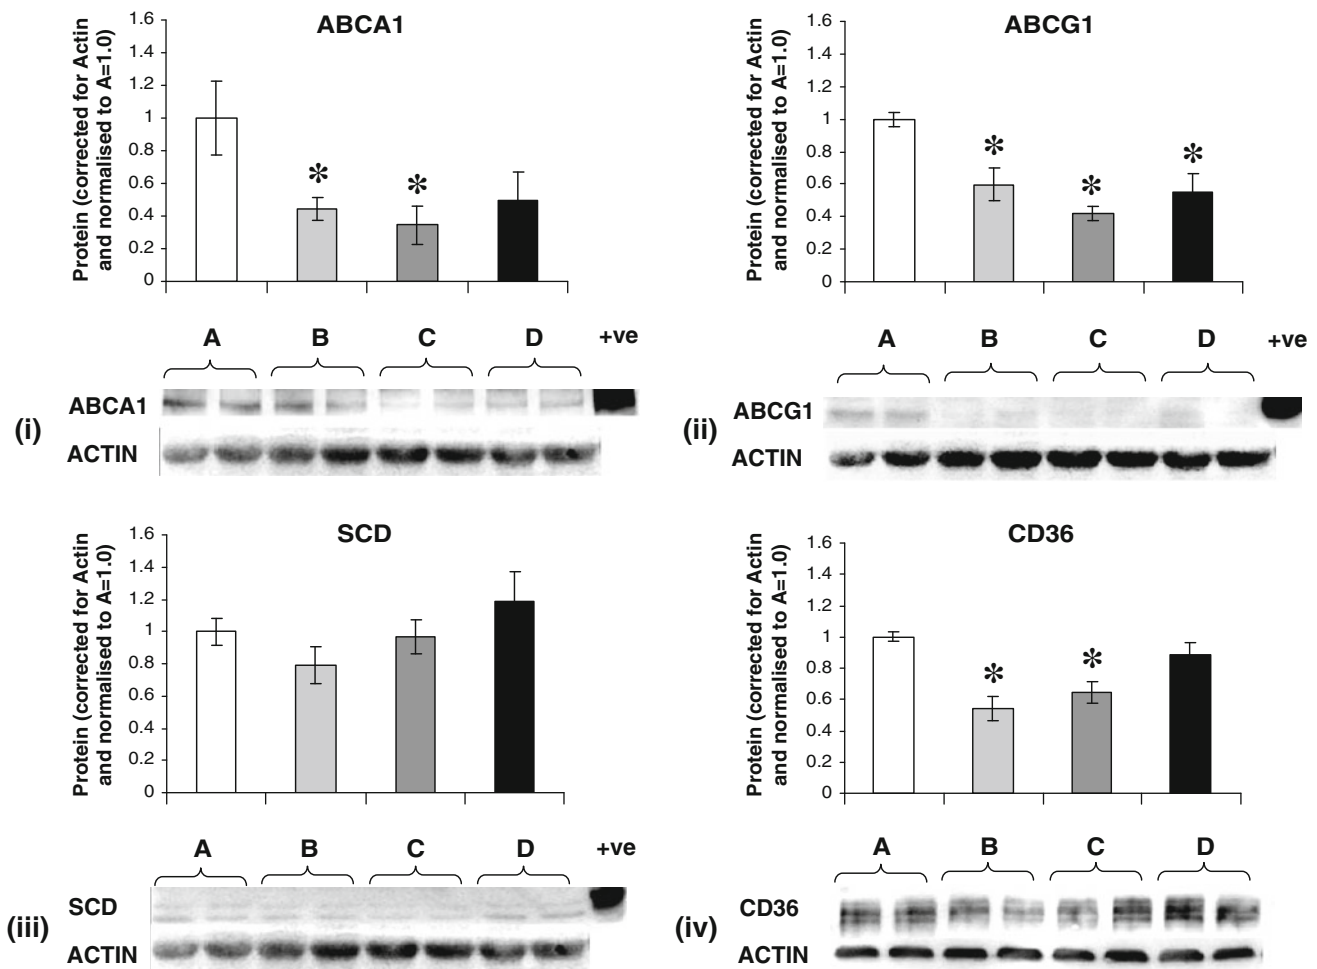 ABCA1
Protein (corrected for Actin
and normalised to A=1.0)
1.6
1.4
1.2
1
0.8
0.6
0.4
0.2
0
*
*
A B C D +ve
ABCA1
(i)
ACTIN
ABCG1
Protein (corrected for Actin
and normalised to A=1.0)
1.6
1.4
1.2
1
0.8
0.6
0.4
0.2
0
*
*
*
A B C D +ve
ABCG1
(ii)
ACTIN
SCD
Protein (corrected for Actin
and normalised to A=1.0)
1.6
1.4
1.2
1
0.8
0.6
0.4
0.2
0
A B C D +ve
SCD
(iii)
ACTIN
CD36
Protein (corrected for Actin
and normalised to A=1.0)
1.6
1.4
1.2
1
0.8
0.6
0.4
0.2
0
*
*
A B C D
CD36
(iv)
ACTIN